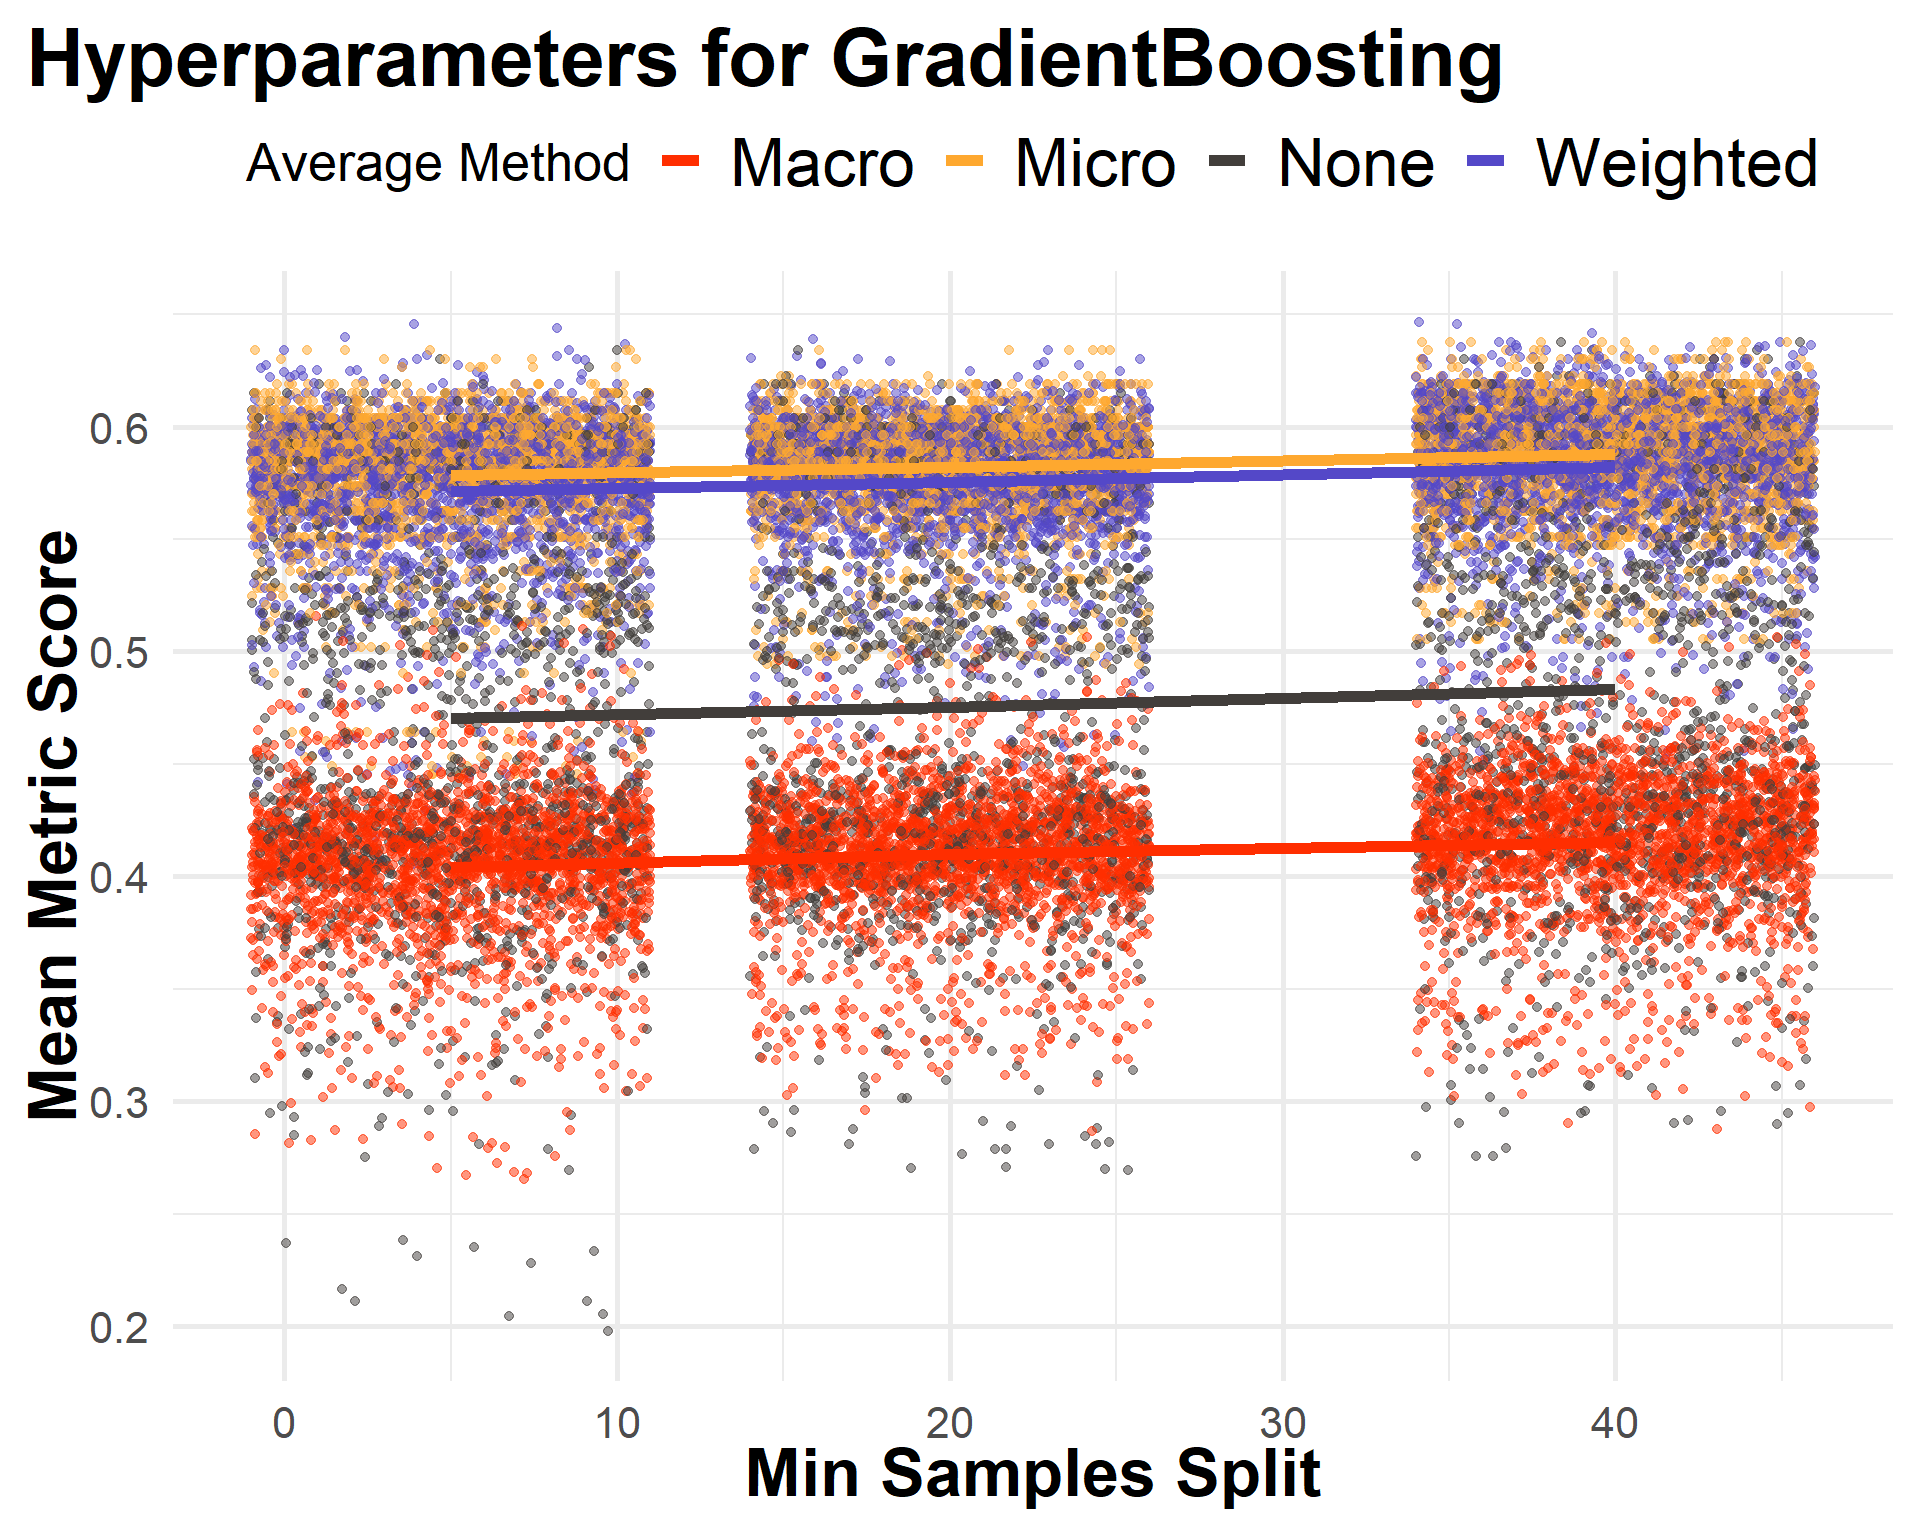 Hyperparameters for GradientBoosting
Average Method Macro Micro None Weighted
Mean Metric Score
0.6
0.5
0.4
0.3
0.2
0 10 20 30 40
Min Samples Split